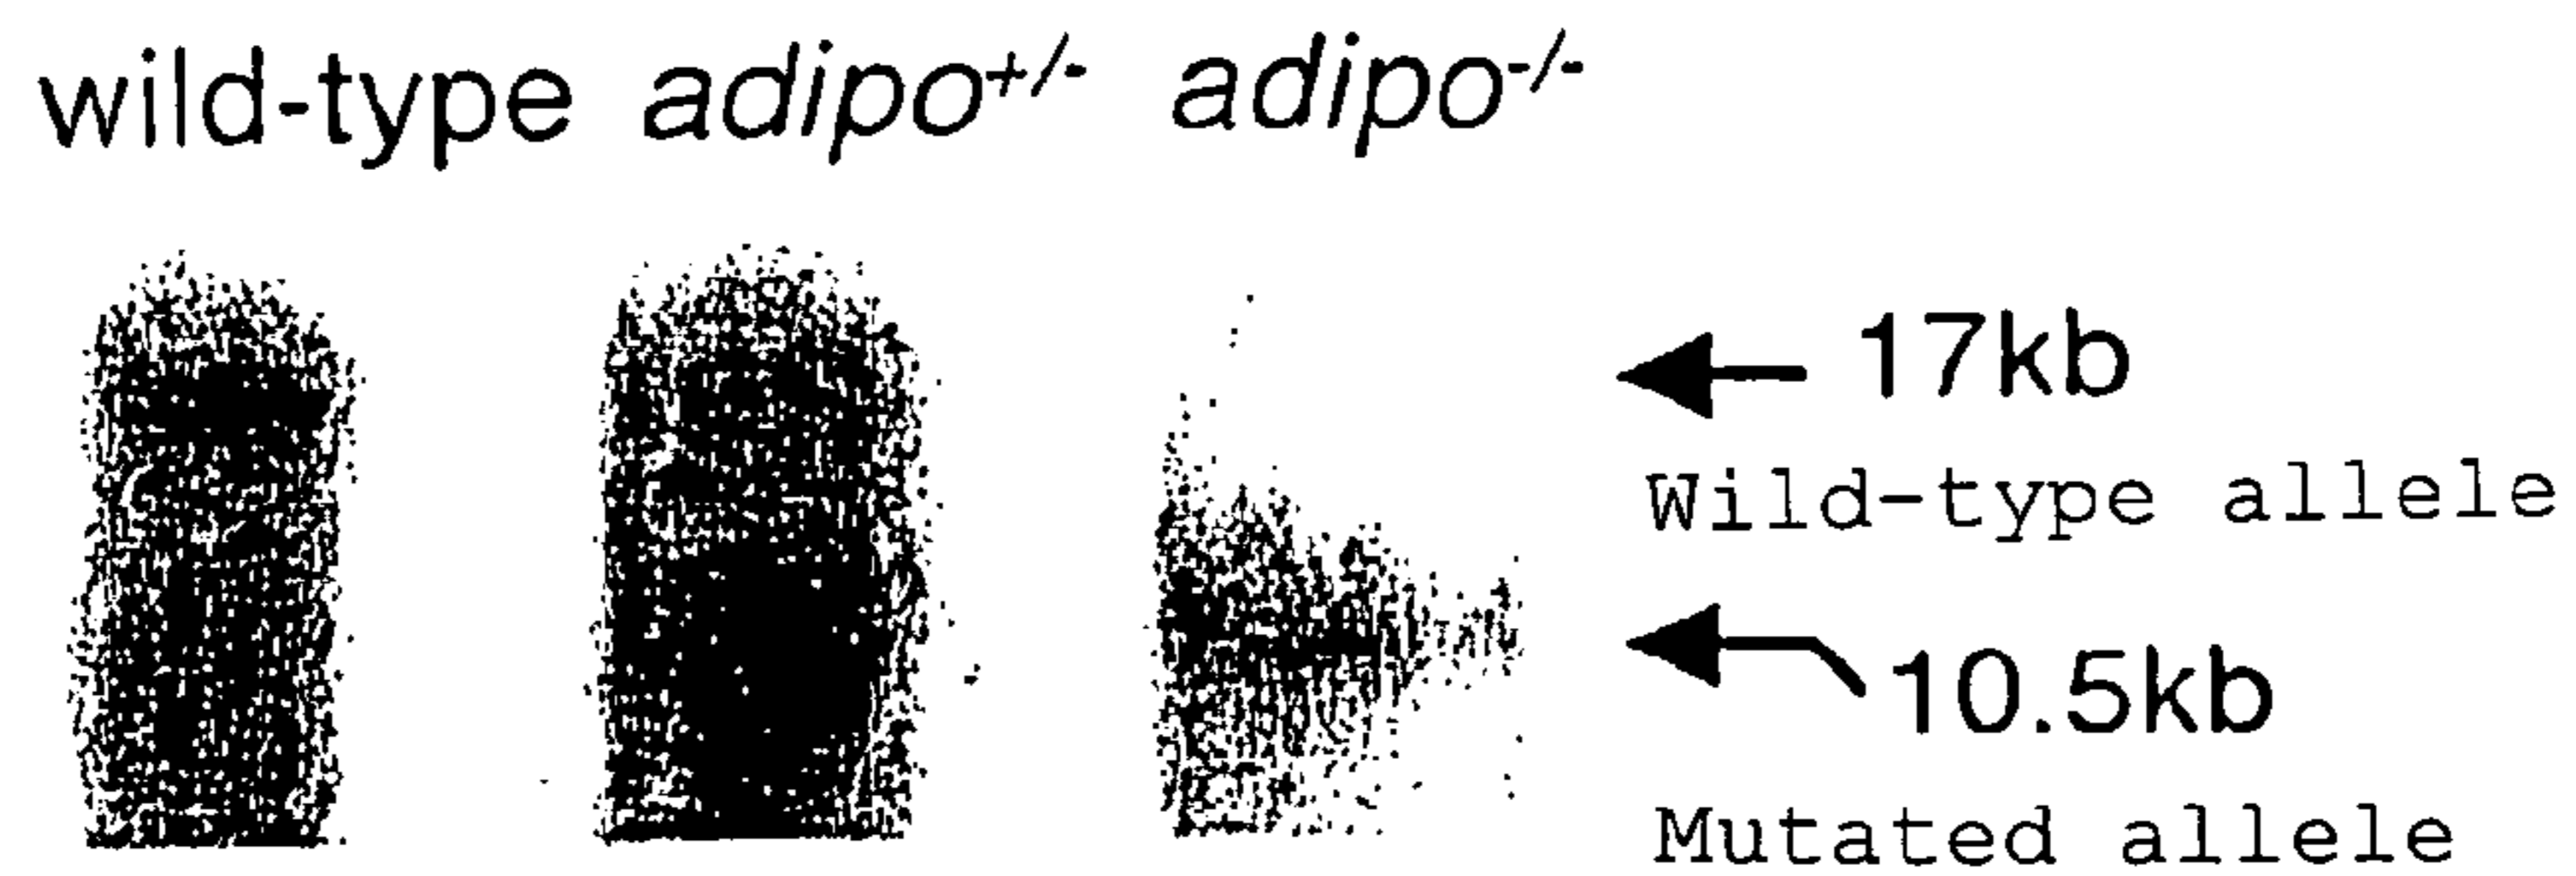 wild-type adipo+/- adipo-/-
17kb
Wild-type allele
10.5kb
Mutated allele